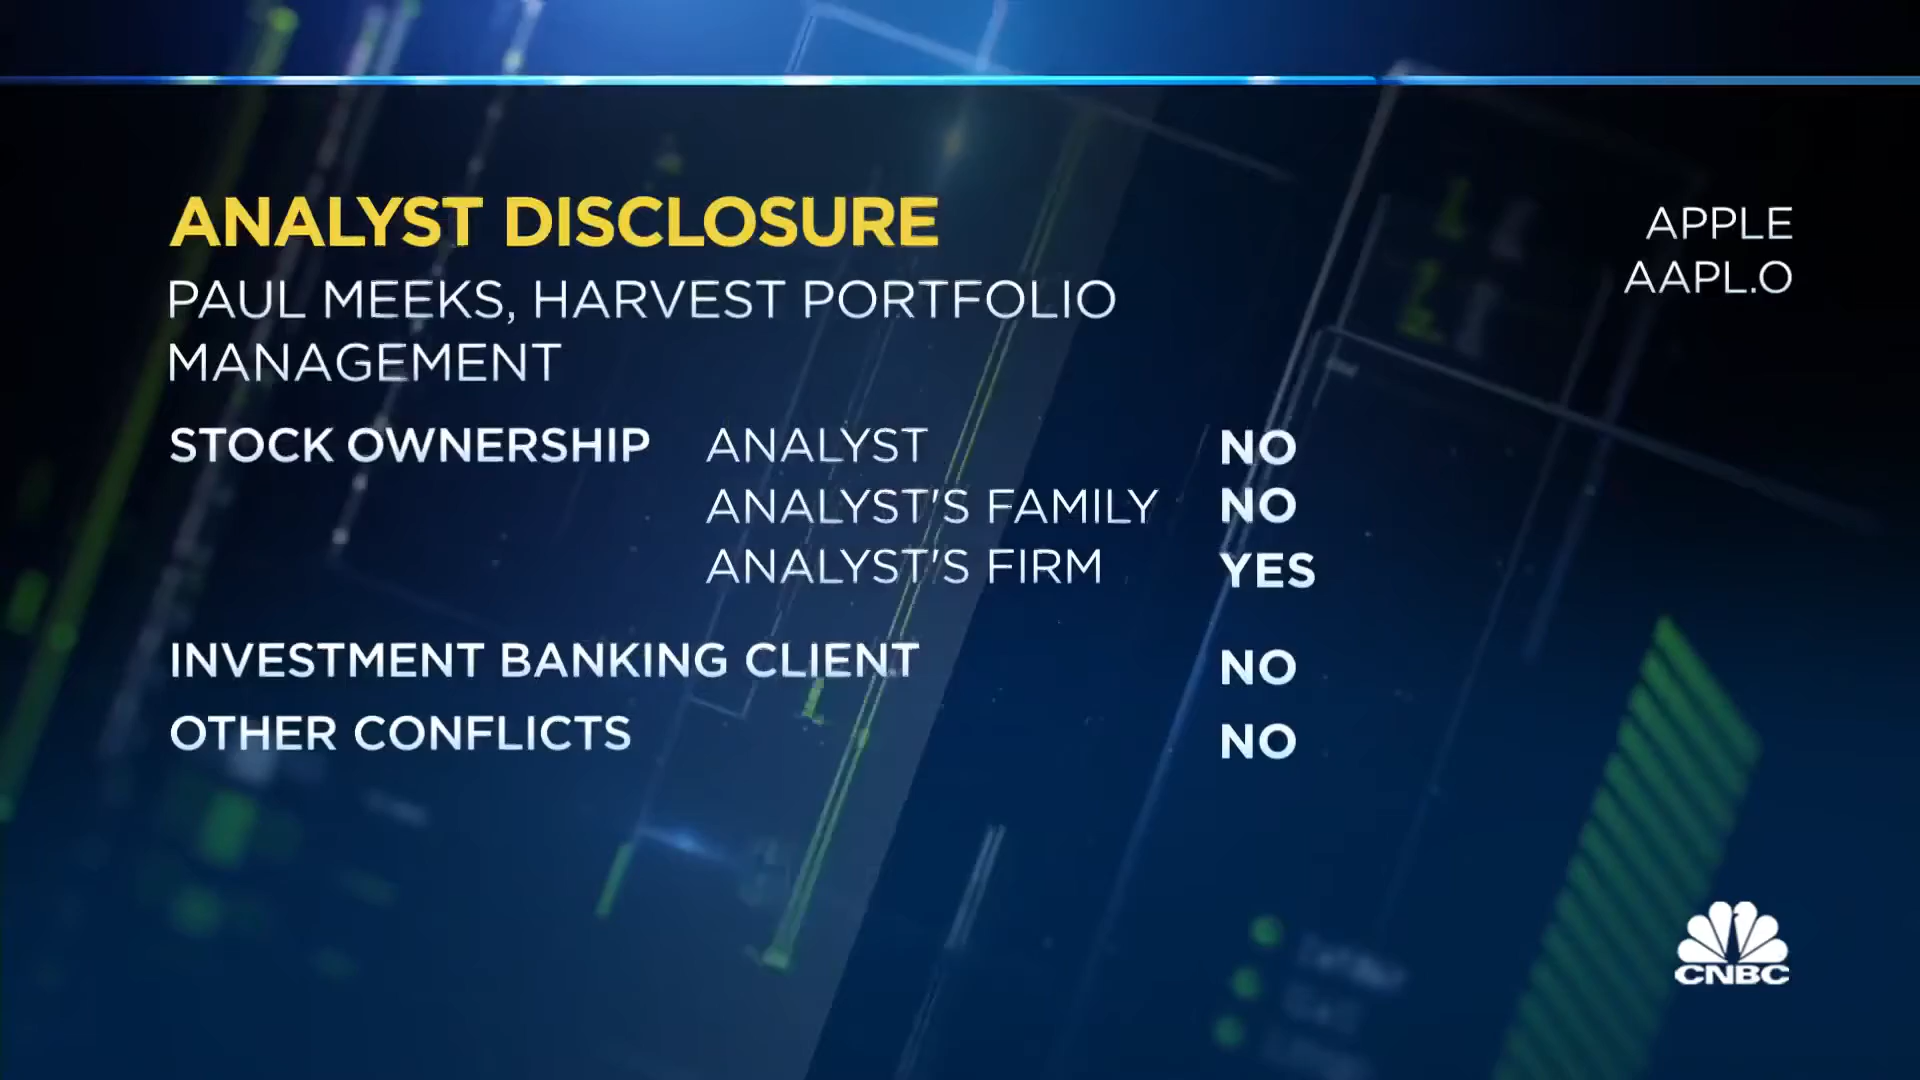 ANALYST DISCLOSURE
PAUL MEEKS, HARVEST PORTFOLIO
MANAGEMENT
APPLE
AAPL.O
STOCK OWNERSHIP ANALYST NO
ANALYST'S FAMILY NO
ANALYST'S FIRM YES
INVESTMENT BANKING CLIENT NO
OTHER CONFLICTS NO
CNBC